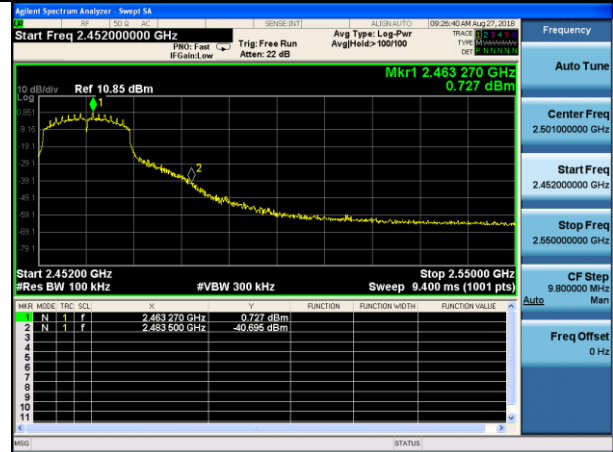 Agilent Spectrum Analyzer - Swept SA
RF 50 Ω AC SENSE:INT ALIGN AUTO 09:26:40 AM Aug 27, 2018
Start Freq 2.452000000 GHz
PNO: Fast
IFGain:Low
Trig: Free Run
Atten: 22 dB
Avg Type: Log-Pwr
Avg|Hold:> 100/100
TRACE 1 2 3 4 5 6
TYPE M
DET P N N N N N
Mkr1 2.463 270 GHz
0.727 dBm
10 dB/div Ref 10.85 dBm
Log
0.851
-9.15
-19.1
-29.1
-39.1
-49.1
-59.1
-69.1
-79.1
1
2
Start 2.45200 GHz Stop 2.55000 GHz
#Res BW 100 kHz #VBW 300 kHz Sweep 9.400 ms (1001 pts)
MKR MODE TRC SCL X Y FUNCTION FUNCTION WIDTH FUNCTION VALUE
1 N 1 f 2.463 270 GHz 0.727 dBm
2 N 1 f 2.483 500 GHz -40.695 dBm
3
4
5
6
7
8
9
10
11
MSG STATUS
Frequency
Auto Tune
Center Freq
2.501000000 GHz
Start Freq
2.452000000 GHz
Stop Freq
2.550000000 GHz
CF Step
9.800000 MHz
Auto Man
Freq Offset
0 Hz